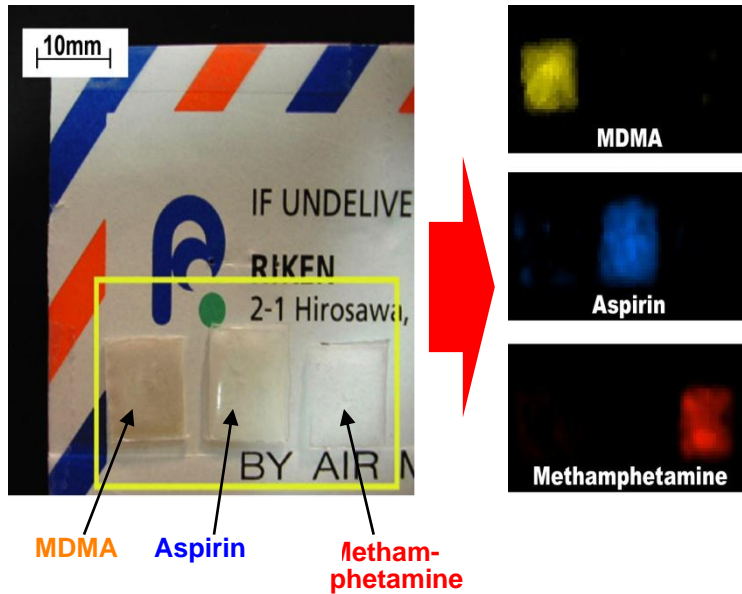 10mm
IF UNDELIVE
RIKEN
2-1 Hirosawa,
BY AIR M
MDMA
Aspirin
Metham-
phetamine
MDMA
Aspirin
Methamphetamine